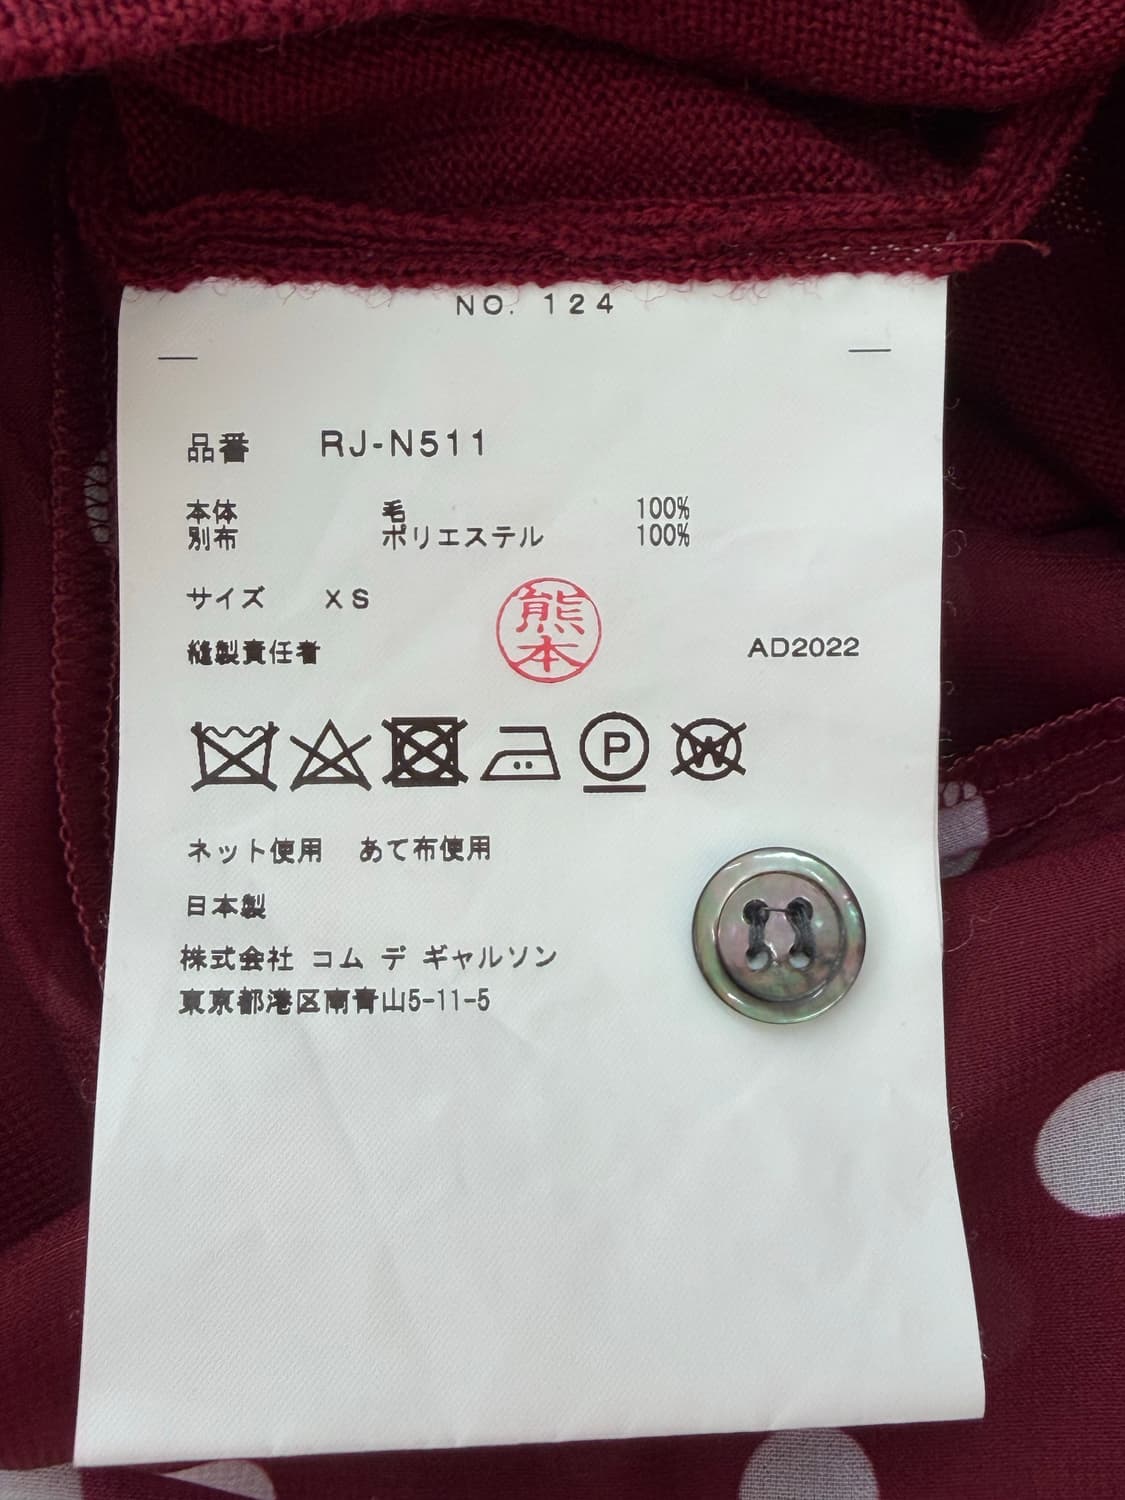 NO. 124
品番 RJ-N511
本体 毛 100%
別布 ポリエステル 100%
サイズ XS
熊本
縫製責任者 AD2022
P W
ネット使用 あて布使用
日本製
株式会社 コム デ ギャルソン
東京都港区南青山5-11-5